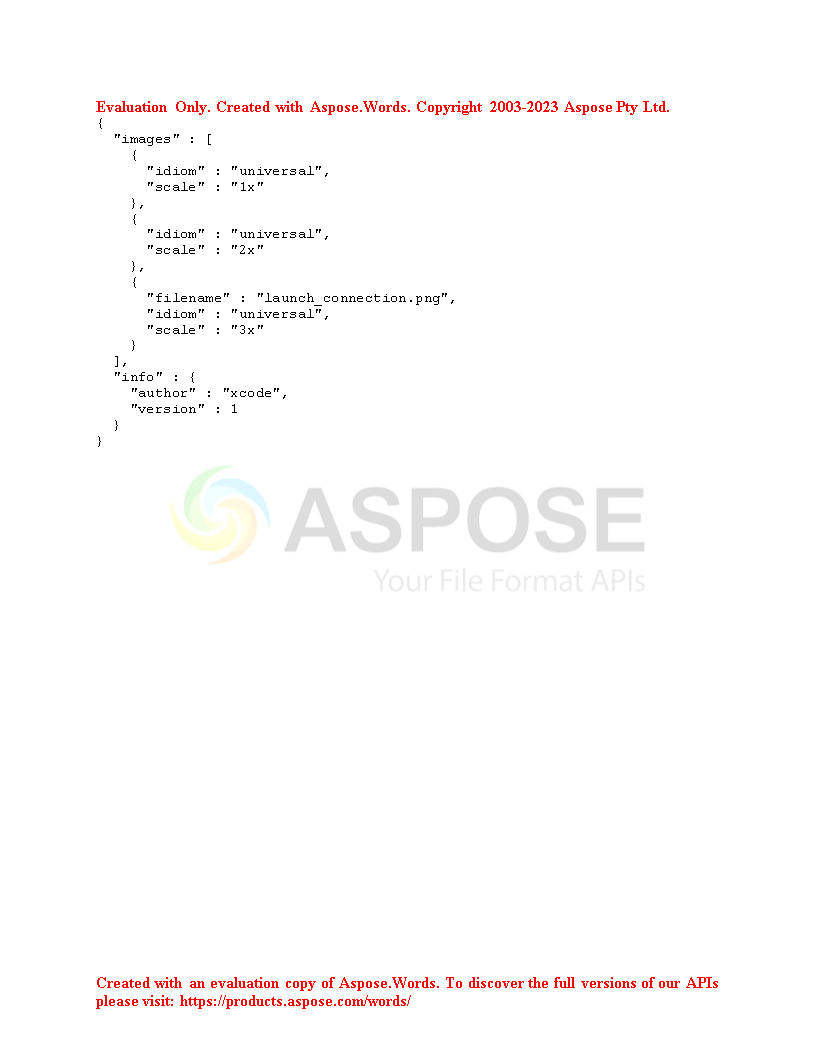 Evaluation Only. Created with Aspose.Words. Copyright 2003-2023 Aspose Pty Ltd.
{
  "images" : [
    {
      "idiom" : "universal",
      "scale" : "1x"
    },
    {
      "idiom" : "universal",
      "scale" : "2x"
    },
    {
      "filename" : "launch_connection.png",
      "idiom" : "universal",
      "scale" : "3x"
    }
  ],
  "info" : {
    "author" : "xcode",
    "version" : 1
  }
}
ASPOSE
Your File Format APIs
Created with an evaluation copy of Aspose.Words. To discover the full versions of our APIs
please visit: https://products.aspose.com/words/